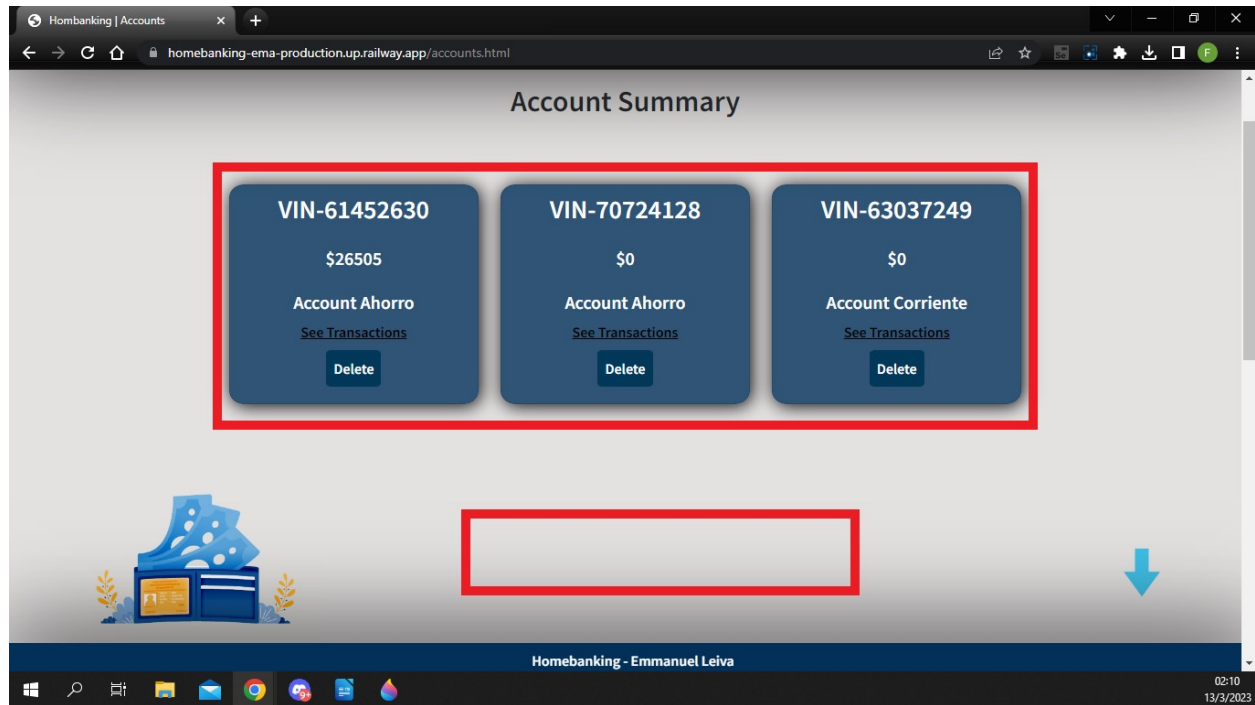 Hombanking | Accounts
homebanking-ema-production.up.railway.app/accounts.html
F
Account Summary
VIN-61452630
$26505
Account Ahorro
See Transactions
Delete
VIN-70724128
$0
Account Ahorro
See Transactions
Delete
VIN-63037249
$0
Account Corriente
See Transactions
Delete
Homebanking - Emmanuel Leiva
9+
02:10
13/3/2023